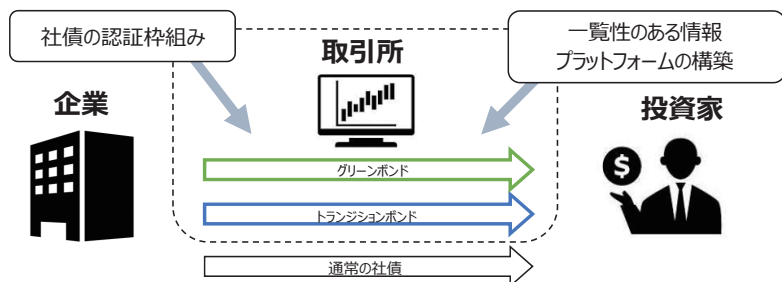 社債の認証枠組み
一覧性のある情報
プラットフォームの構築
取引所
企業
投資家
$
グリーンボンド
トランジションボンド
通常の社債